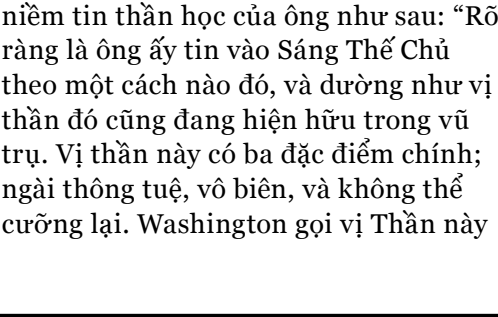 niềm tin thần học của ông như sau: “Rõ
ràng là ông ấy tin vào Sáng Thế Chủ
theo một cách nào đó, và dường như vị
thần đó cũng đang hiện hữu trong vũ
trụ. Vị thần này có ba đặc điểm chính;
ngài thông tuệ, vô biên, và không thể
cưỡng lại. Washington gọi vị Thần này